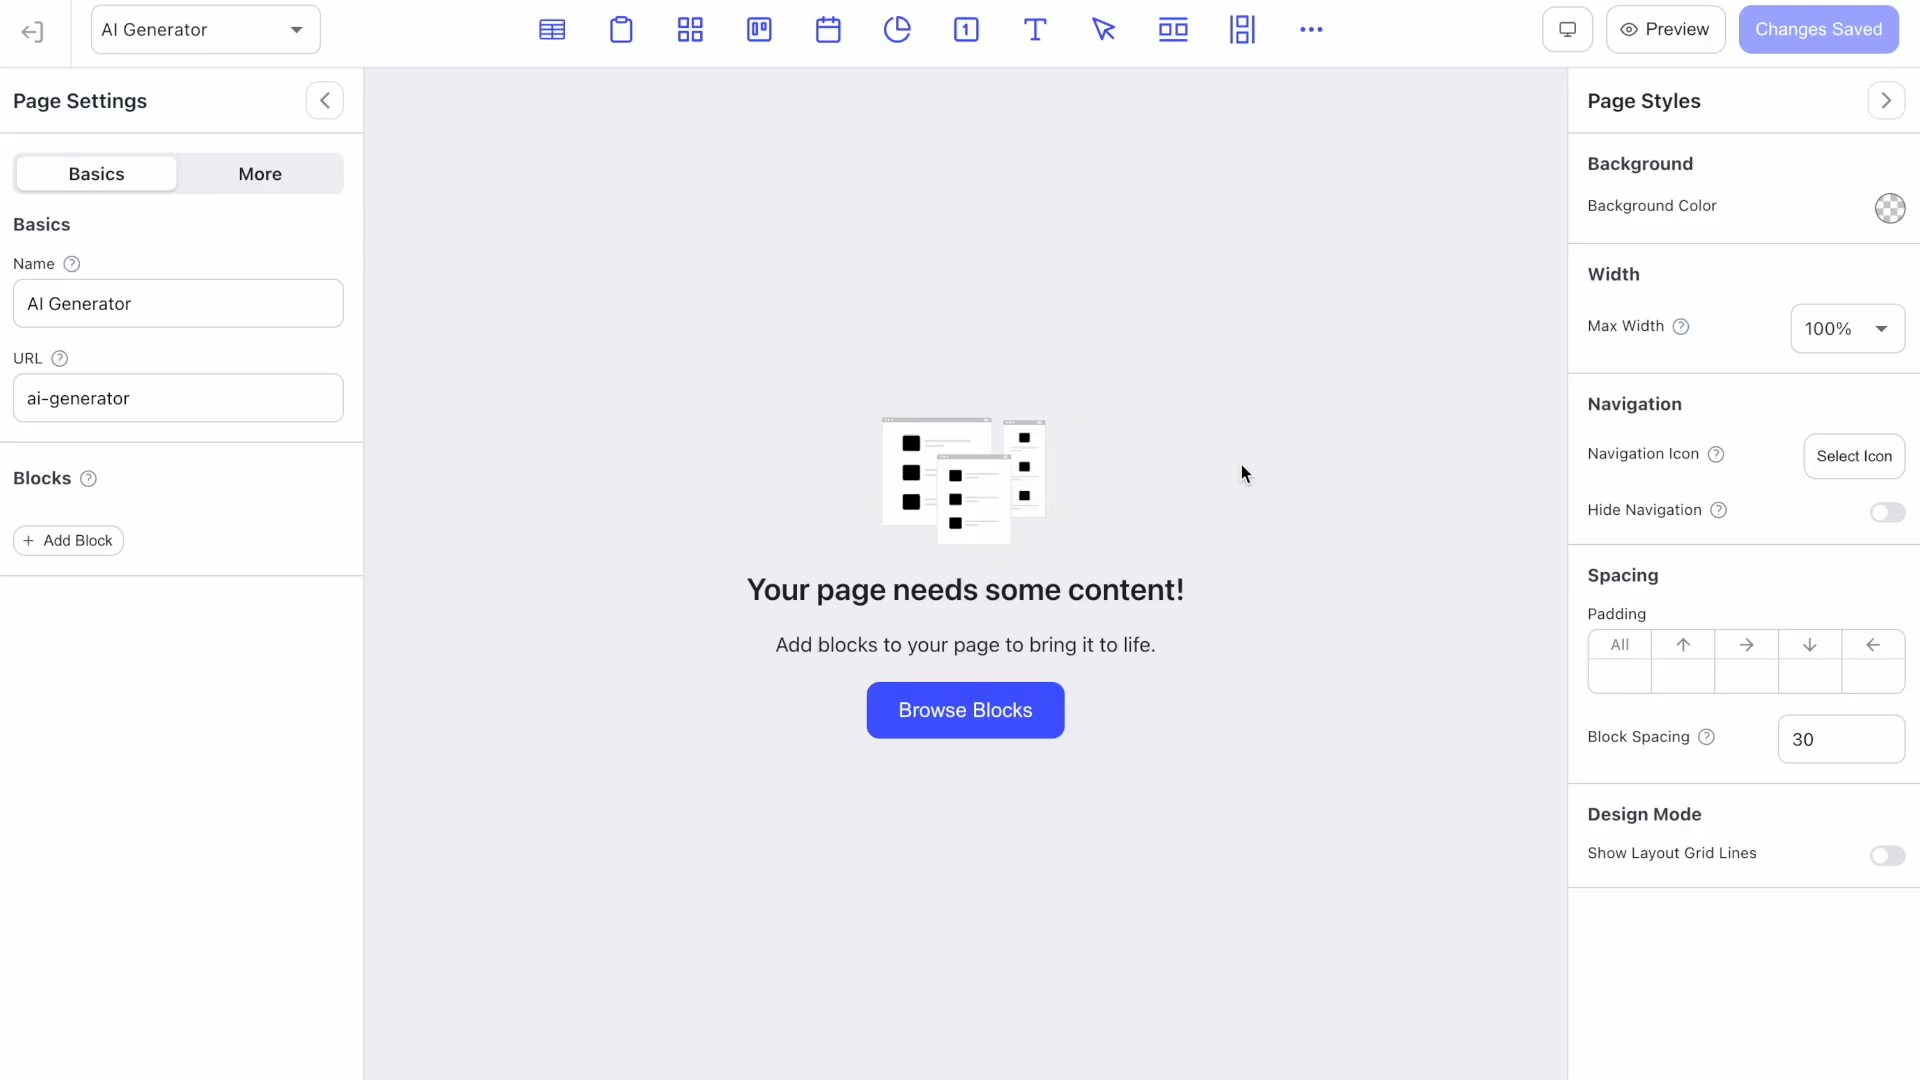 AI Generator
1
Preview
Changes Saved
Page Settings
Basics
More
Basics
Name
AI Generator
URL
ai-generator
Blocks
+ Add Block
Your page needs some content!
Add blocks to your page to bring it to life.
Browse Blocks
Page Styles
Background
Background Color
Width
Max Width
100%
Navigation
Navigation Icon
Select Icon
Hide Navigation
Spacing
Padding
All ↑ → ↓ ←
Block Spacing
30
Design Mode
Show Layout Grid Lines